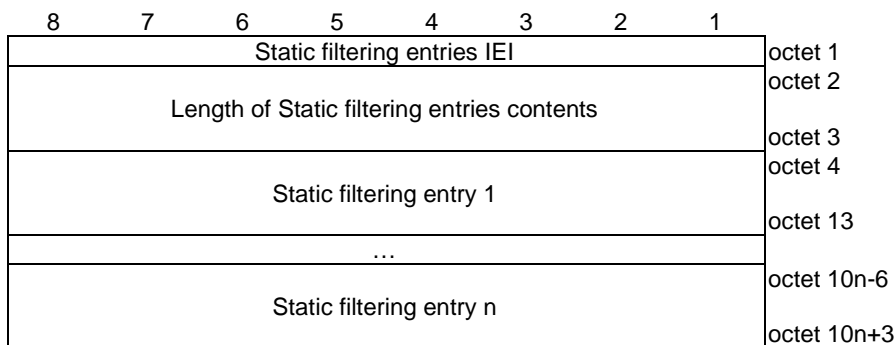 8 7 6 5 4 3 2 1
Static filtering entries IEI octet 1
octet 2
Length of Static filtering entries contents
octet 3
octet 4
Static filtering entry 1
octet 13
…
octet 10n-6
Static filtering entry n
octet 10n+3